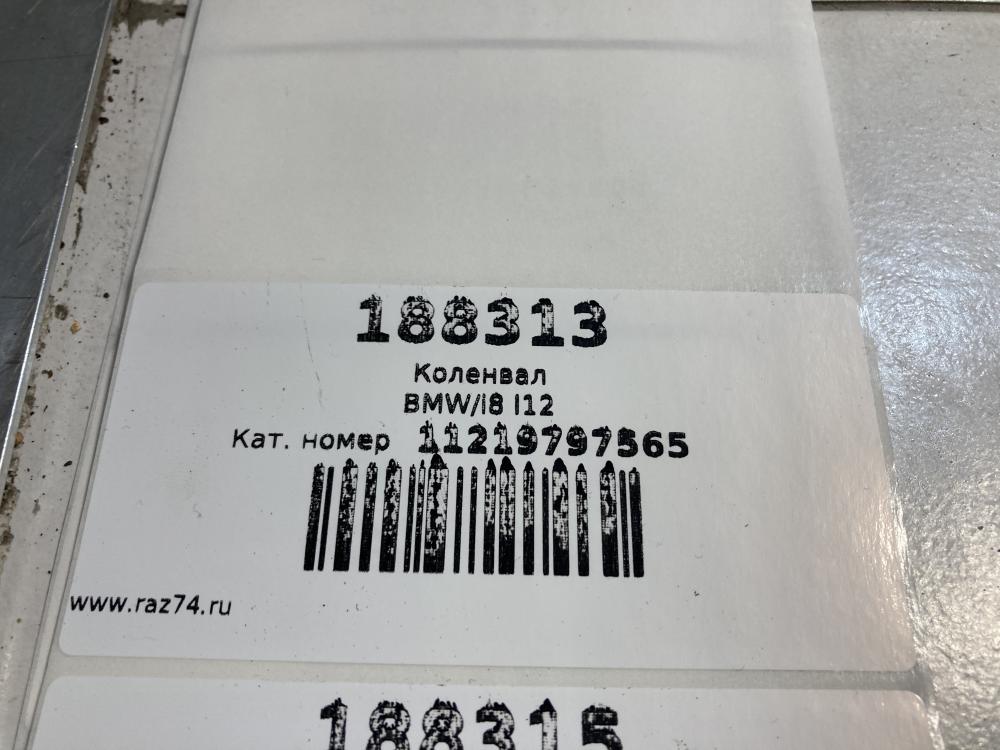 188313
Коленвал
BMW/i8 I12
Кат. номер 11219797565
www.raz74.ru
188315